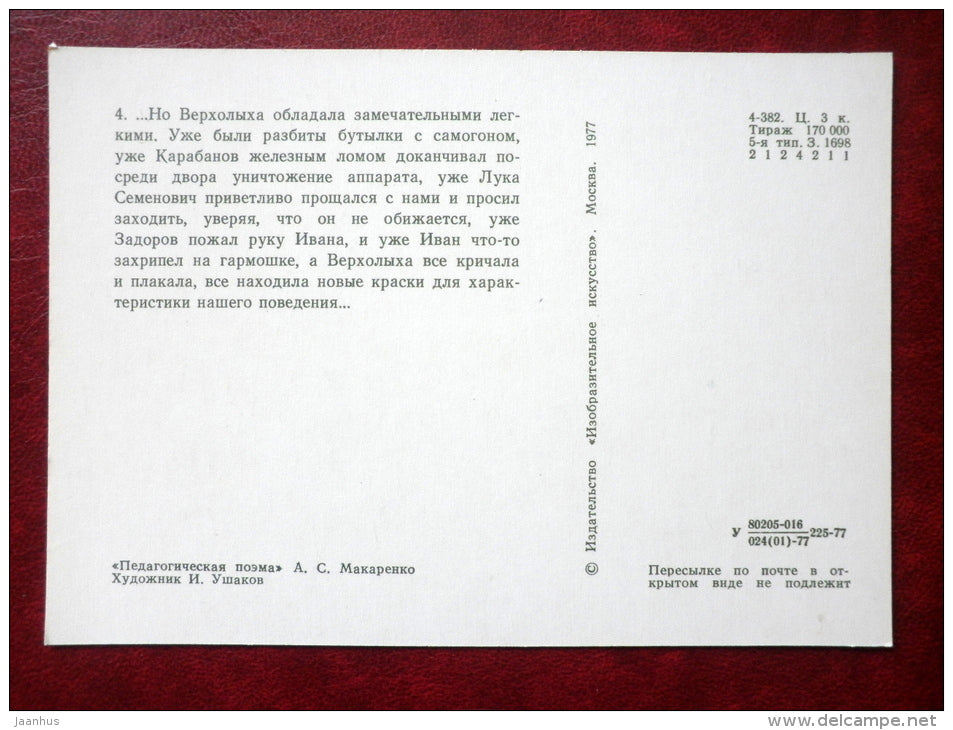 4. ...Но Верхолыха обладала замечательными лег-
кими. Уже были разбиты бутылки с самогоном,
уже Карабанов железным ломом доканчивал по-
среди двора уничтожение аппарата, уже Лука
Семенович приветливо прощался с нами и просил
заходить, уверяя, что он не обижается, уже
Задоров пожал руку Ивана, и уже Иван что-то
захрипел на гармошке, а Верхолыха все кричала
и плакала, все находила новые краски для харак-
теристики нашего поведения...
«Педагогическая поэма» А. С. Макаренко
Художник И. Ушаков
© Издательство «Изобразительное искусство». Москва. 1977
4-382. Ц. 3 к.
Тираж 170 000
5-я тип. З. 1698
2 1 2 4 2 1 1
У 80205-016
024(01)-77 225-77
Пересылке по почте в от-
крытом виде не подлежит
jaanhus
www.delcampe.net